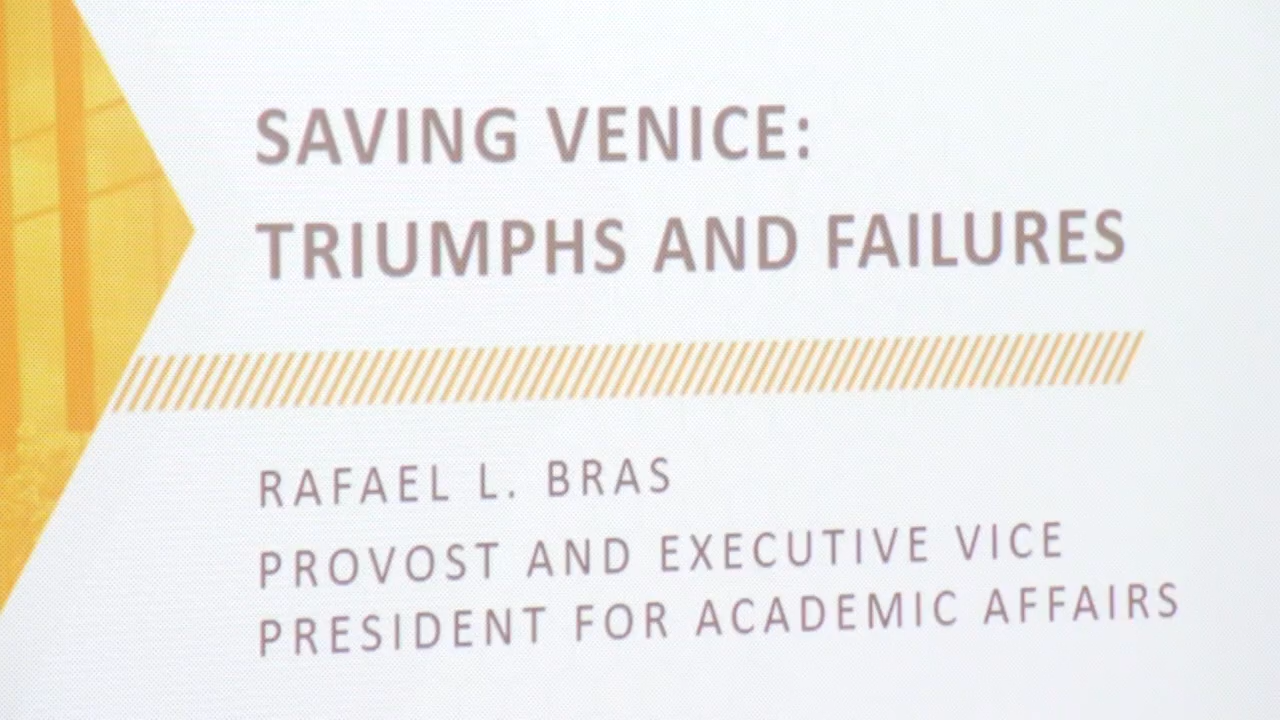 SAVING VENICE:
TRIUMPHS AND FAILURES
RAFAEL L. BRAS
PROVOST AND EXECUTIVE VICE
PRESIDENT FOR ACADEMIC AFFAIRS